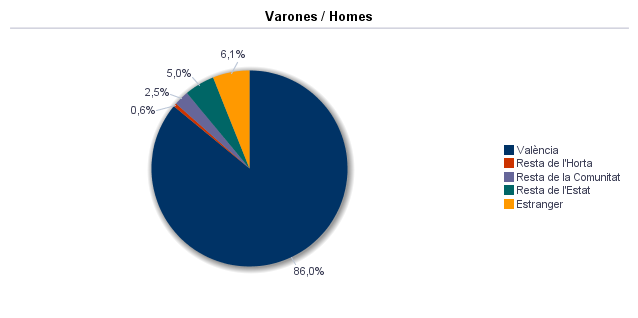 Varones / Homes
6,1%
5,0%
2,5%
0,6%
86,0%
València
Resta de l'Horta
Resta de la Comunitat
Resta de l'Estat
Estranger